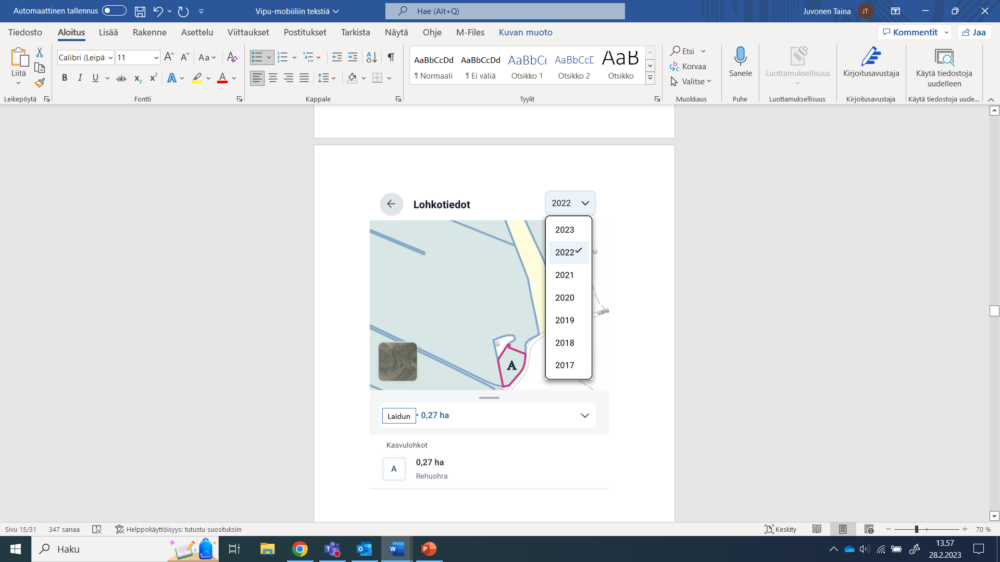 Automaattinen tallennus
Vipu-mobiiliin tekstiä
Hae (Alt+Q)
Juvonen Taina
JT
Tiedosto
Aloitus
Lisää
Rakenne
Asettelu
Viittaukset
Postitukset
Tarkista
Näytä
Ohje
M-Files
Kuvan muoto
Kommentit
Jaa
Liitä
Leikepöytä
Calibri (Leipä
11
Fontti
Kappale
AaBbCcDd
¶ Normaali
AaBbCcDd
¶ Ei väliä
AaBbCc
Otsikko 1
AaBbCcD
Otsikko 2
AaB
Otsikko
Tyylit
Etsi
Korvaa
Valitse
Muokkaus
Sanele
Puhe
Luottamuksellisuus
Luottamuksellisuus
Kirjoitusavustaja
Kirjoitusavustaja
Käytä tiedostoja
uudelleen
Käytä tiedostoja uude...
Lohkotiedot
2022
2023
2022
2021
2020
2019
2018
2017
A
Laidun • 0,27 ha
Kasvulohkot
A
0,27 ha
Rehuohra
Sivu 15/31
347 sanaa
Helppokäyttöisyys: tutustu suosituksiin
Keskity
70 %
Haku
13.57
28.2.2023